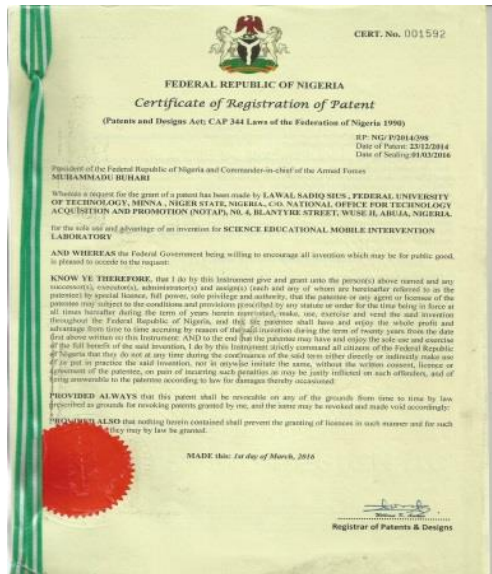 CERT. No. 001592
FEDERAL REPUBLIC OF NIGERIA
Certificate of Registration of Patent
(Patents and Designs Act; CAP 344 Laws of the Federation of Nigeria 1990)
RP: NG/ P/2014/398
Date of Patent: 23/12/2014
Date of Sealing:01/03/2016
President of the Federal Republic of Nigeria and Commander-in-chief of the Armed Forces
MUHAMMADU BUHARI
Whereas a request for the grant of a patent has been made by LAWAL SADIQ SIUS , FEDERAL UNIVERSITY
OF TECHNOLOGY, MINNA , NIGER STATE, NIGERIA., C/O. NATIONAL OFFICE FOR TECHNOLOGY
ACQUISITION AND PROMOTION (NOTAP), N0. 4, BLANTYRE STREET, WUSE II, ABUJA, NIGERIA.
for the sole use and advantage of an invention for SCIENCE EDUCATIONAL MOBILE INTERVENTION
LABORATORY
AND WHEREAS the Federal Government being willing to encourage all invention which may be for public good,
is pleased to accede to the request:
KNOW YE THEREFORE, that I do by this Instrument give and grant unto the person(s) above named and any
successor(s), executor(s), administrator(s) and assign(s) (each and any of whom are hereinafter referred to as the
patentee) by special licence, full power, sole privilege and authority, that the patentee or any agent or licensee of the
patentee may subject to the conditions and provisions prescribed by any statute or order for the time being in force at
all times hereafter during the term of years herein mentioned, make, use, exercise and vend the said invention
throughout the Federal Republic of Nigeria, and that the patentee shall have and enjoy the whole profit and
advantage from time to time accruing by reason of the said invention during the term of twenty years from the date
first above written on this Instrument: AND to the end that the patentee may have and enjoy the sole use and exercise
of the full benefit of the said invention, I do by this Instrument strictly command all citizens of the Federal Republic
of Nigeria that they do not at any time during the continuance of the said term either directly or indirectly make use
of or put in practice the said invention, nor in anywise imitate the same, without the written consent, licence or
agreement of the patentee, on pain of incurring such penalties as may be justly inflicted on such offenders, and of
being answerable to the patentee according to law for damages thereby occasioned:
PROVIDED ALWAYS that this patent shall be revocable on any of the grounds from time to time by law
prescribed as grounds for revoking patents granted by me, and the same may be revoked and made void accordingly:
PROVIDED ALSO that nothing herein contained shall prevent the granting of licences in such manner and for such
they may by law be granted.
MADE this: 1st day of March, 2016
Registrar of Patents & Designs